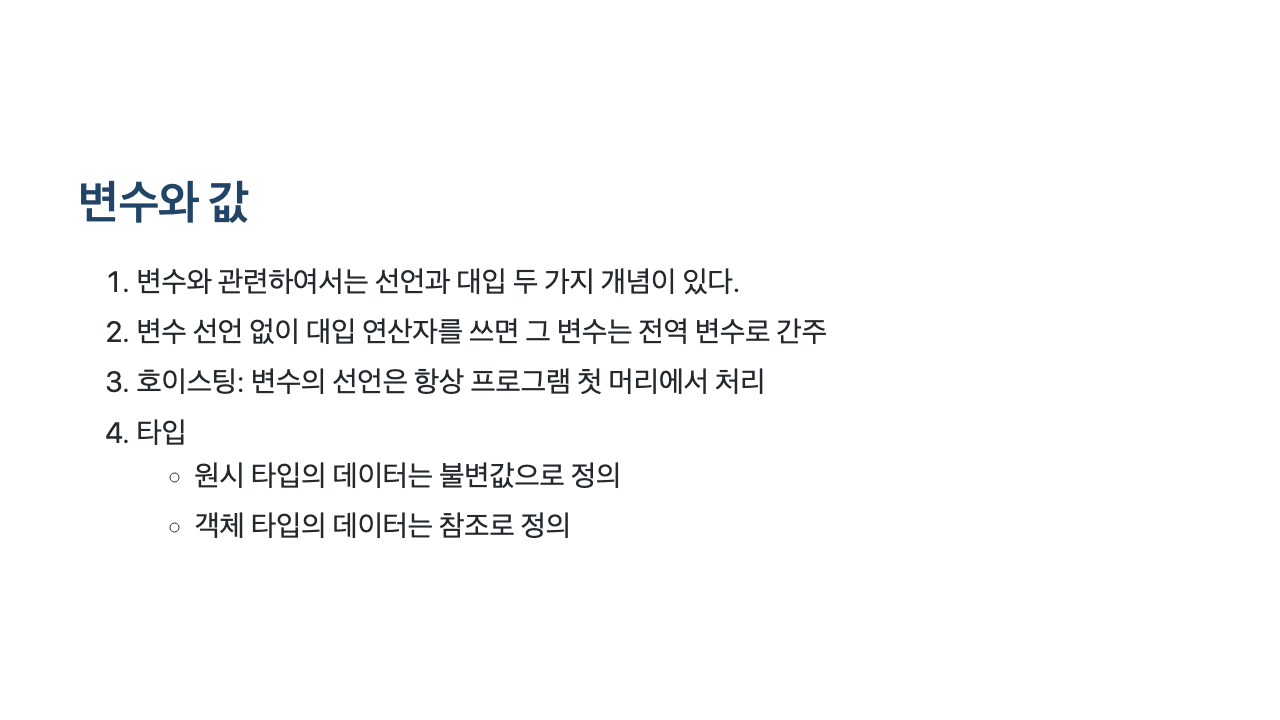 변수와 값
1. 변수와 관련하여서는 선언과 대입 두 가지 개념이 있다.
2. 변수 선언 없이 대입 연산자를 쓰면 그 변수는 전역 변수로 간주
3. 호이스팅: 변수의 선언은 항상 프로그램 첫 머리에서 처리
4. 타입
○ 원시 타입의 데이터는 불변값으로 정의
○ 객체 타입의 데이터는 참조로 정의